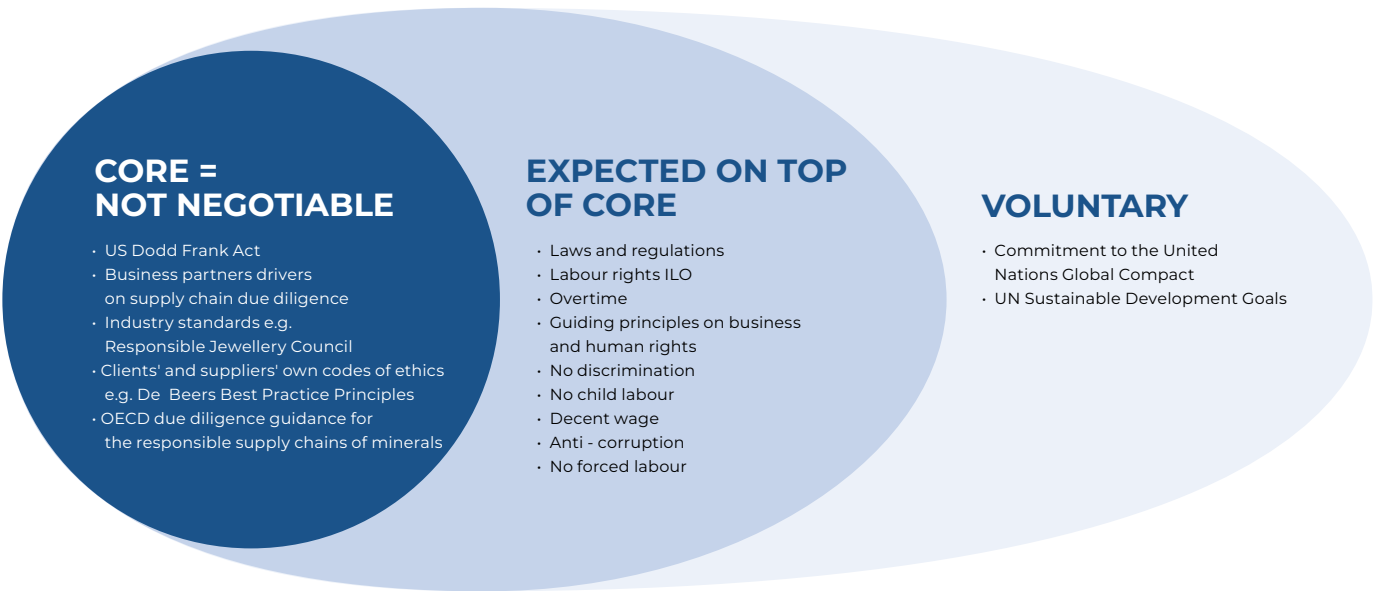 CORE =
NOT NEGOTIABLE
• US Dodd Frank Act
• Business partners drivers
on supply chain due diligence
• Industry standards e.g.
Responsible Jewellery Council
• Clients' and suppliers' own codes of ethics
e.g. De  Beers Best Practice Principles
• OECD due diligence guidance for
the responsible supply chains of minerals
EXPECTED ON TOP
OF CORE
• Laws and regulations
• Labour rights ILO
• Overtime
• Guiding principles on business
and human rights
• No discrimination
• No child labour
• Decent wage
• Anti - corruption
• No forced labour
VOLUNTARY
• Commitment to the United
Nations Global Compact
• UN Sustainable Development Goals